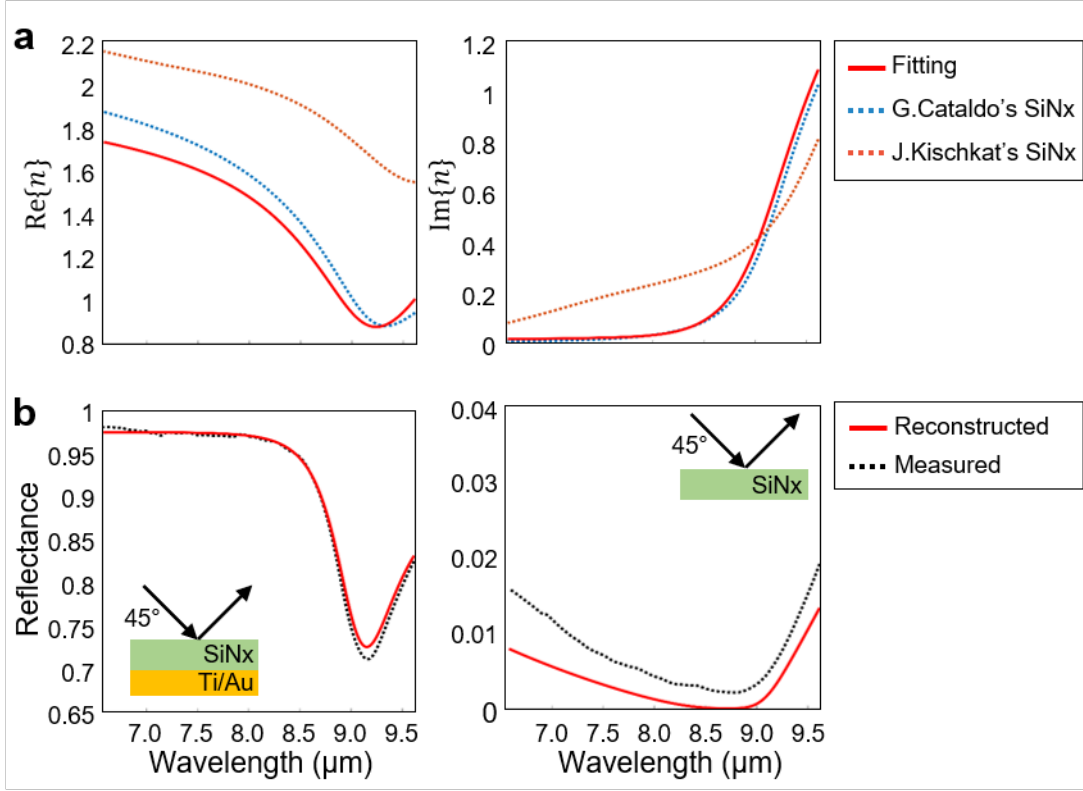 a
2.2
2
1.8
1.6
1.4
1.2
1
0.8
Re{n}
1.2
1
0.8
0.6
0.4
0.2
0
Im{n}
Fitting
G.Cataldo's SiNx
J.Kischkat's SiNx
b
1
0.95
0.9
0.85
0.8
0.75
0.7
0.65
Reflectance
45°
SiNx
Ti/Au
7.0 7.5 8.0 8.5 9.0 9.5
Wavelength (μm)
0.04
0.03
0.02
0.01
0
45°
SiNx
7.0 7.5 8.0 8.5 9.0 9.5
Wavelength (μm)
Reconstructed
Measured